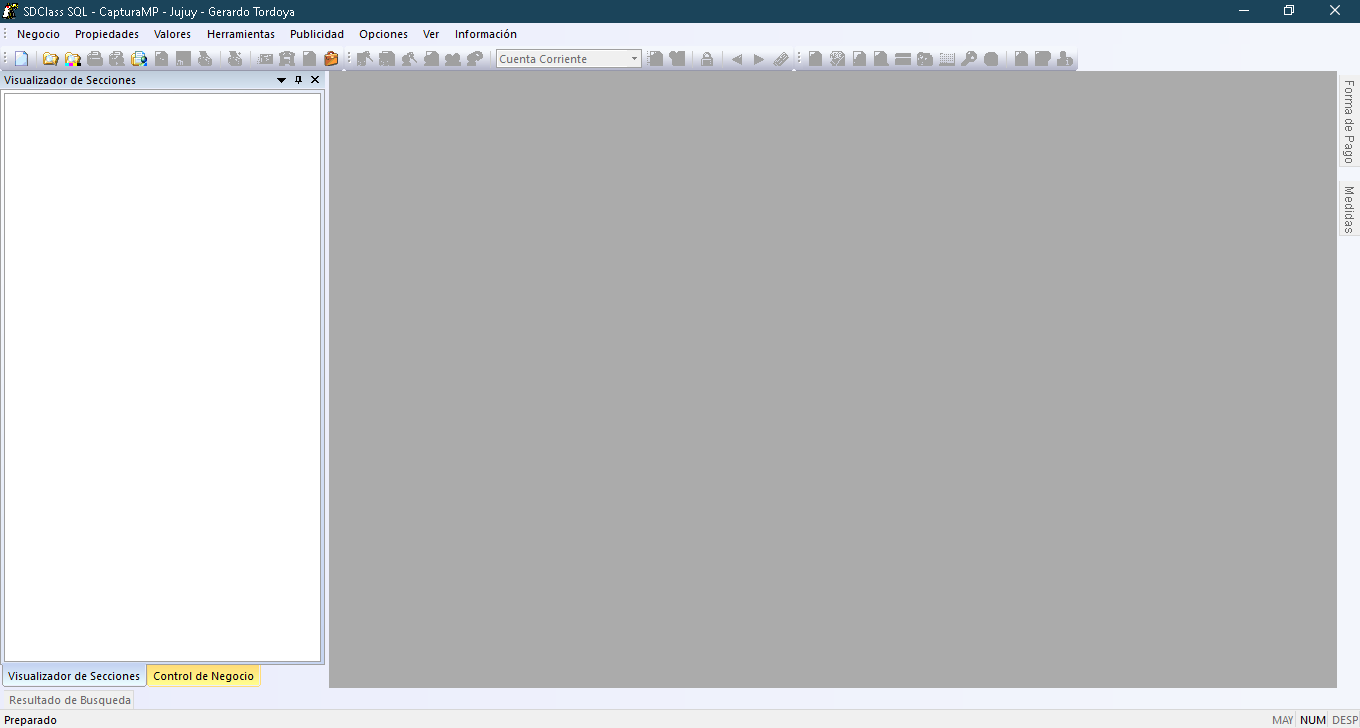 SDClass SQL - CapturaMP - Jujuy - Gerardo Tordoya
Negocio Propiedades Valores Herramientas Publicidad Opciones Ver Información
Cuenta Corriente
Visualizador de Secciones
Forma de Pago
Medidas
Visualizador de Secciones Control de Negocio
Resultado de Busqueda
Preparado MAY NUM DESP